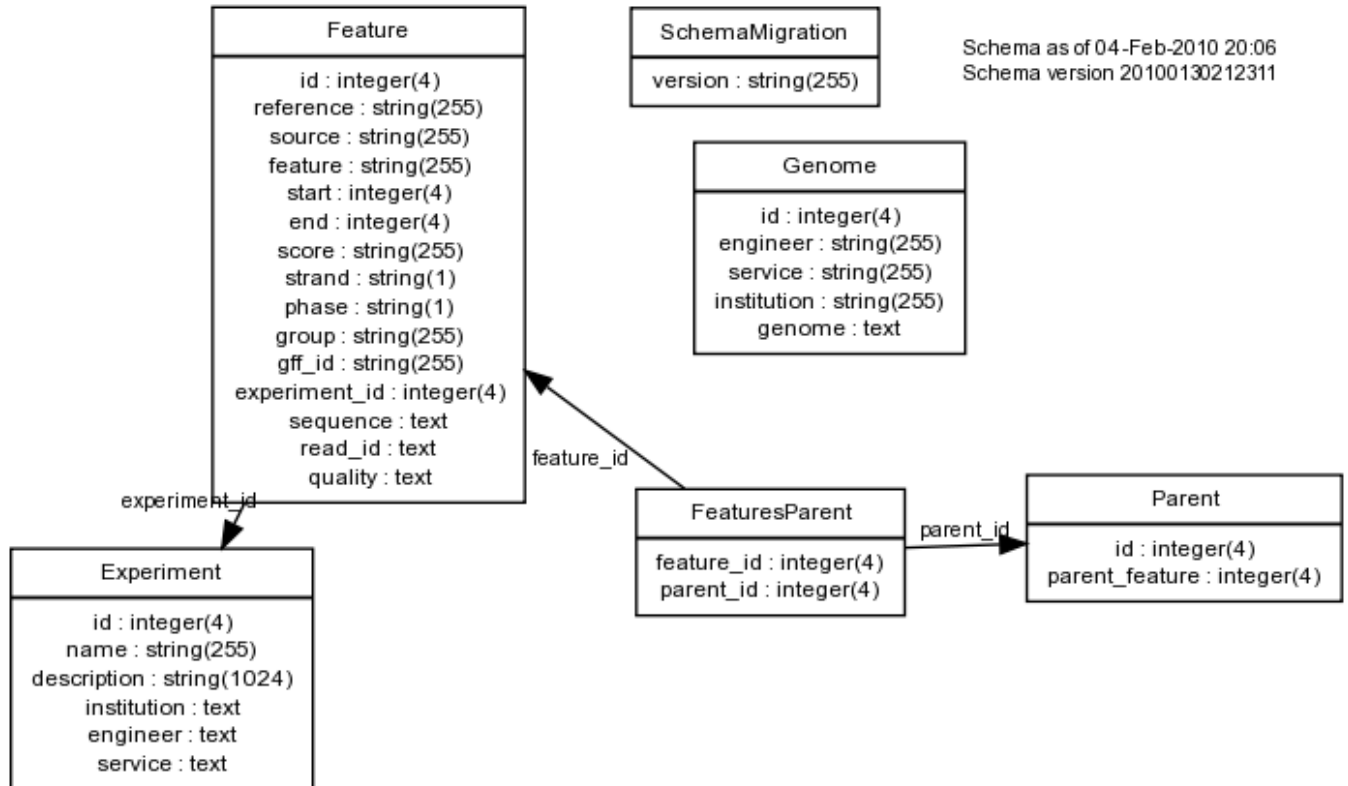 Feature
id : integer(4)
reference : string(255)
source : string(255)
feature : string(255)
start : integer(4)
end : integer(4)
score : string(255)
strand : string(1)
phase : string(1)
group : string(255)
gff_id : string(255)
experiment_id : integer(4)
sequence : text
read_id : text
quality : text
SchemaMigration
version : string(255)
Schema as of 04-Feb-2010 20:06
Schema version 20100130212311
Genome
id : integer(4)
engineer : string(255)
service : string(255)
institution : string(255)
genome : text
feature_id
experiment_id
FeaturesParent
feature_id : integer(4)
parent_id : integer(4)
parent_id
Parent
id : integer(4)
parent_feature : integer(4)
Experiment
id : integer(4)
name : string(255)
description : string(1024)
institution : text
engineer : text
service : text